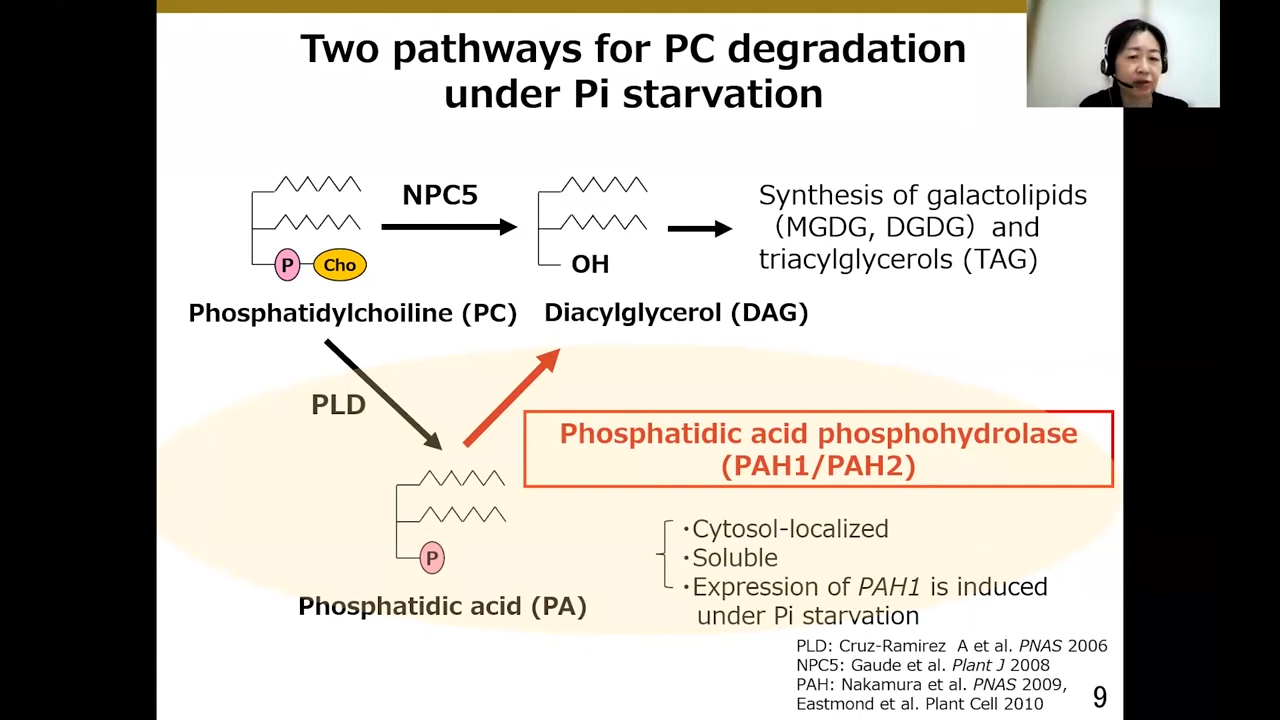 Two pathways for PC degradation
under Pi starvation
NPC5
Synthesis of galactolipids
（MGDG, DGDG）and
triacylglycerols (TAG)
P
Cho
OH
Phosphatidylchoiline (PC)
Diacylglycerol (DAG)
PLD
Phosphatidic acid phosphohydrolase
(PAH1/PAH2)
P
・Cytosol-localized
・Soluble
・Expression of PAH1 is induced
under Pi starvation
Phosphatidic acid (PA)
PLD: Cruz-Ramirez A et al. PNAS 2006
NPC5: Gaude et al. Plant J 2008
PAH: Nakamura et al. PNAS 2009,
Eastmond et al. Plant Cell 2010
9